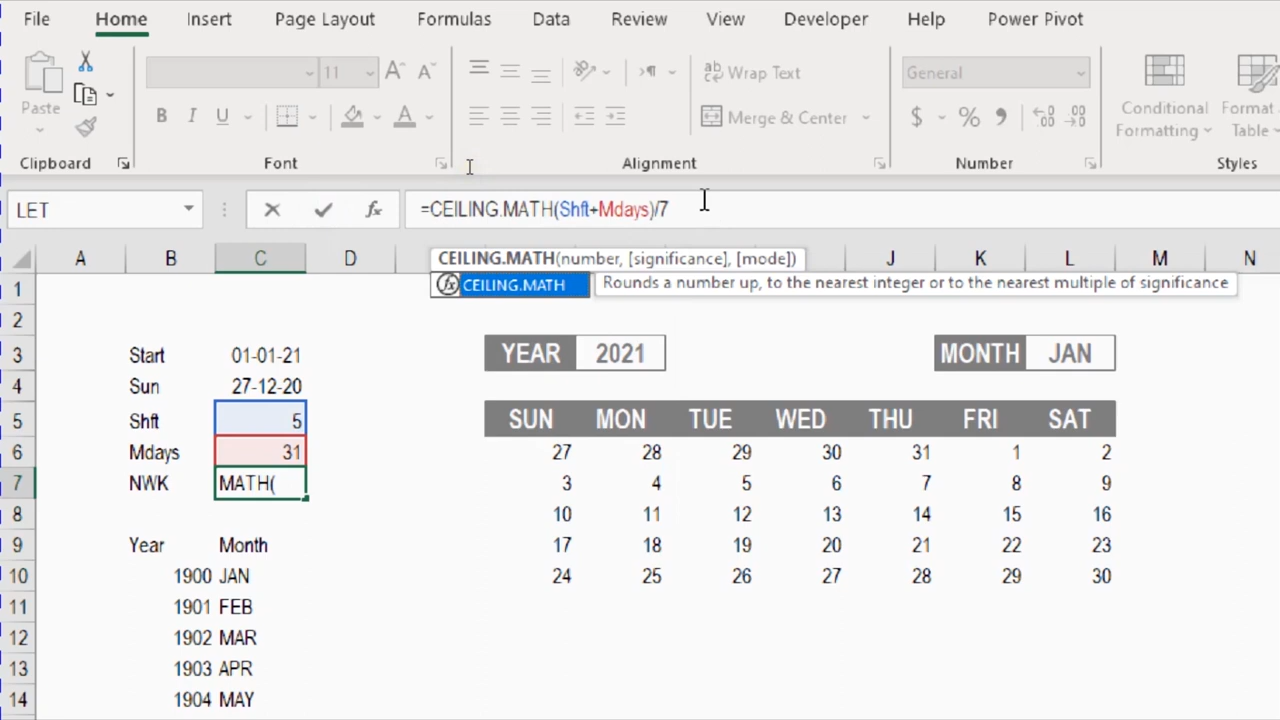 File Home Insert Page Layout Formulas Data Review View Developer Help Power Pivot
11 A A ab Wrap Text General
Paste B I U A Merge & Center $ % 9 Conditional Formatting Format Table
Clipboard Font Alignment Number Styles
LET fx =CEILING.MATH(Shft+Mdays)/7
CEILING.MATH(number, [significance], [mode])
A B C D J K L M N
fx CEILING.MATH Rounds a number up, to the nearest integer or to the nearest multiple of significance
1
2
3 Start 01-01-21 YEAR 2021 MONTH JAN
4 Sun 27-12-20
5 Shft 5 SUN MON TUE WED THU FRI SAT
6 Mdays 31 27 28 29 30 31 1 2
7 NWK MATH( 3 4 5 6 7 8 9
8 10 11 12 13 14 15 16
9 Year Month 17 18 19 20 21 22 23
10 1900 JAN 24 25 26 27 28 29 30
11 1901 FEB
12 1902 MAR
13 1903 APR
14 1904 MAY